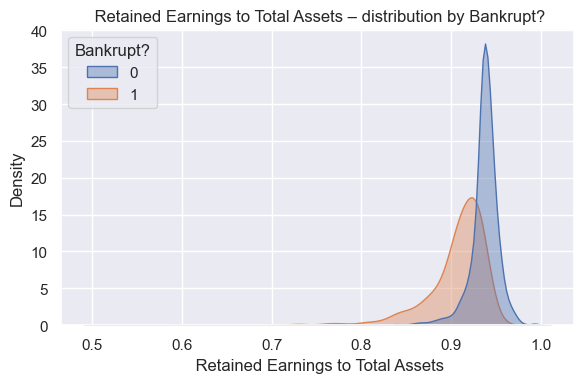 Retained Earnings to Total Assets – distribution by Bankrupt?
Bankrupt?
0
1
40
35
30
25
20
15
10
5
0
Density
0.5 0.6 0.7 0.8 0.9 1.0
Retained Earnings to Total Assets